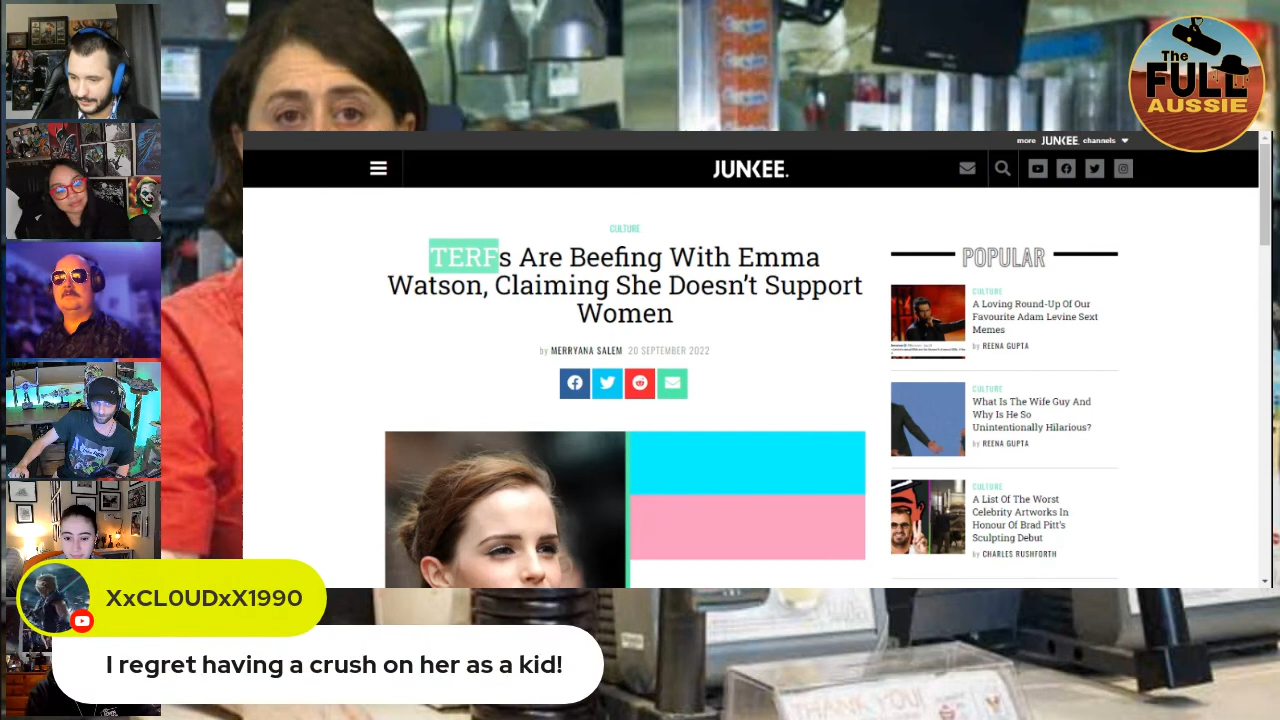 The
FULL
AUSSIE
more JUNKEE. channels
JUNKEE.
CULTURE
TERFs Are Beefing With Emma
Watson, Claiming She Doesn't Support
Women
by MERRYANA SALEM 20 SEPTEMBER 2022
POPULAR
CULTURE
A Loving Round-Up Of Our
Favourite Adam Levine Sext
Memes
by REENA GUPTA
CULTURE
What Is The Wife Guy And
Why Is He So
Unintentionally Hilarious?
by REENA GUPTA
CULTURE
A List Of The Worst
Celebrity Artworks In
Honour Of Brad Pitt's
Sculpting Debut
by CHARLES RUSHFORTH
XxCL0UDxX1990
I regret having a crush on her as a kid!
THANK YOU